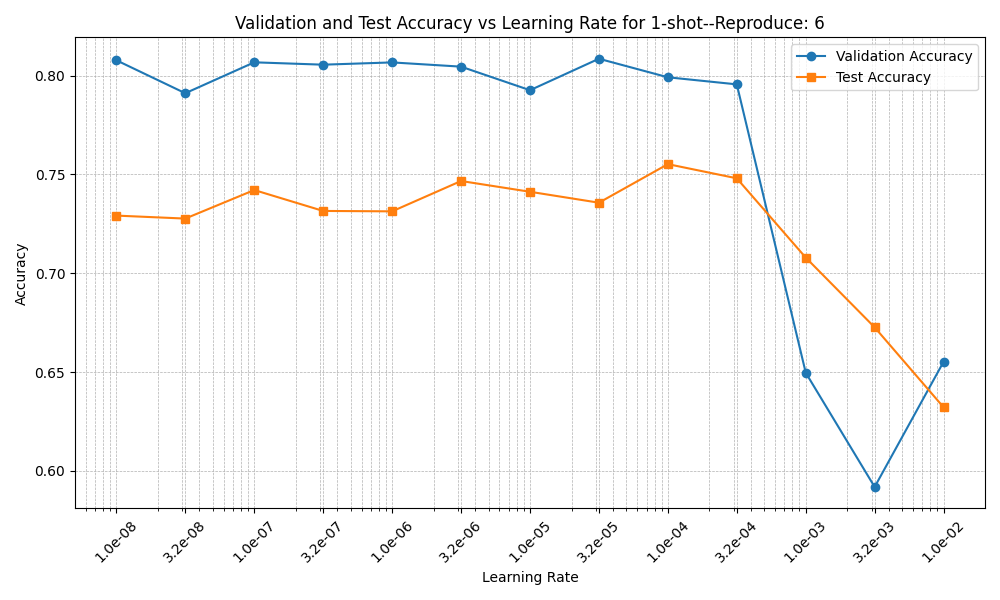 Validation and Test Accuracy vs Learning Rate for 1-shot--Reproduce: 6
Validation Accuracy
Test Accuracy
Accuracy
0.80
0.75
0.70
0.65
0.60
1.0e-08
3.2e-08
1.0e-07
3.2e-07
1.0e-06
3.2e-06
1.0e-05
3.2e-05
1.0e-04
3.2e-04
1.0e-03
3.2e-03
1.0e-02
Learning Rate